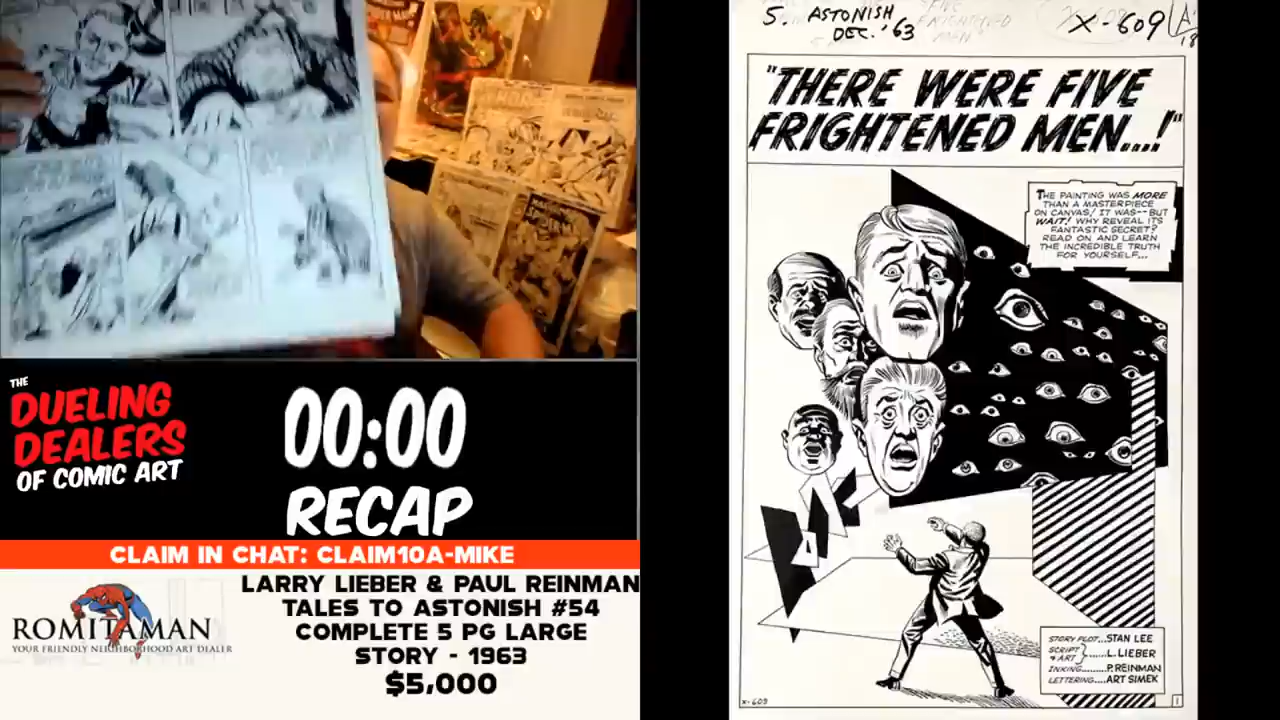 THE
DUELING
DEALERS
OF COMIC ART
00:00
RECAP
CLAIM IN CHAT: CLAIM10A-MIKE
ROMITAMAN
YOUR FRIENDLY NEIGHBORHOOD ART DEALER
LARRY LIEBER & PAUL REINMAN
TALES TO ASTONISH #54
COMPLETE 5 PG LARGE
STORY - 1963
$5,000
5. ASTONISH
DEC. '63
X-609
18
"THERE WERE FIVE
FRIGHTENED MEN...!"
THE PAINTING WAS MORE
THAN A MASTERPIECE
ON CANVAS! IT WAS--BUT
WAIT! WHY REVEAL ITS
FANTASTIC SECRET?
READ ON AND LEARN
THE INCREDIBLE TRUTH
FOR YOURSELF...
STORY PLOT...STAN LEE
SCRIPT & ART}......L. LIEBER
INKING.........P. REINMAN
LETTERING....ART SIMEK
X-609
1